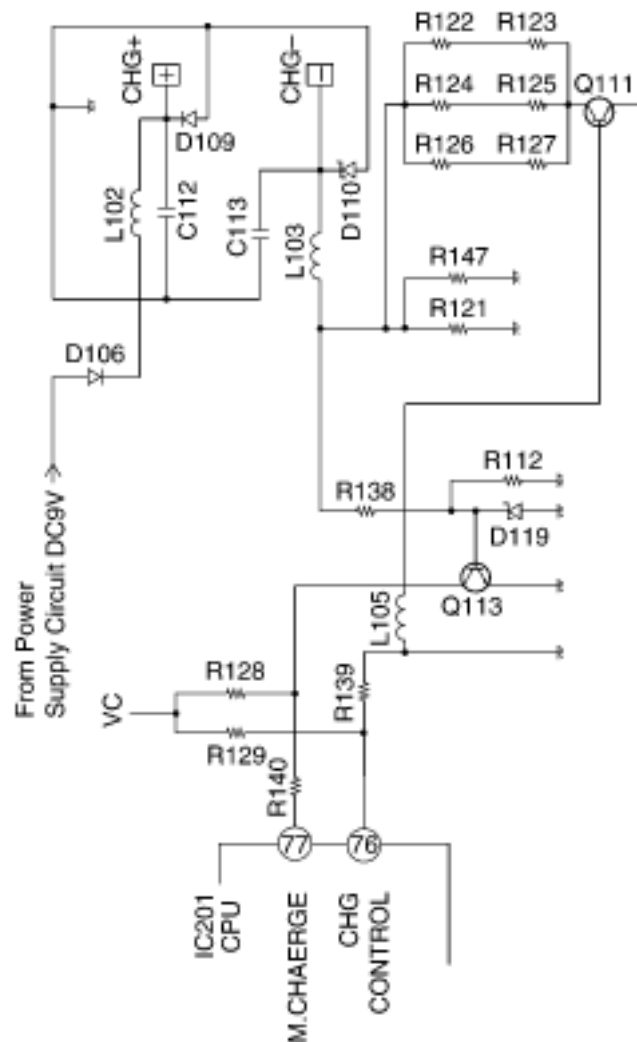 R122
R123
CHG+
+
CHG−
−
R124
R125
Q111
D109
R126
R127
L102
C112
C113
L103
D110
R147
R121
D106
R112
R138
D119
From Power
Supply Circuit DC9V
L105
Q113
R128
R139
VC
R129
R140
77
76
IC201
CPU
M.CHAERGE
CHG
CONTROL